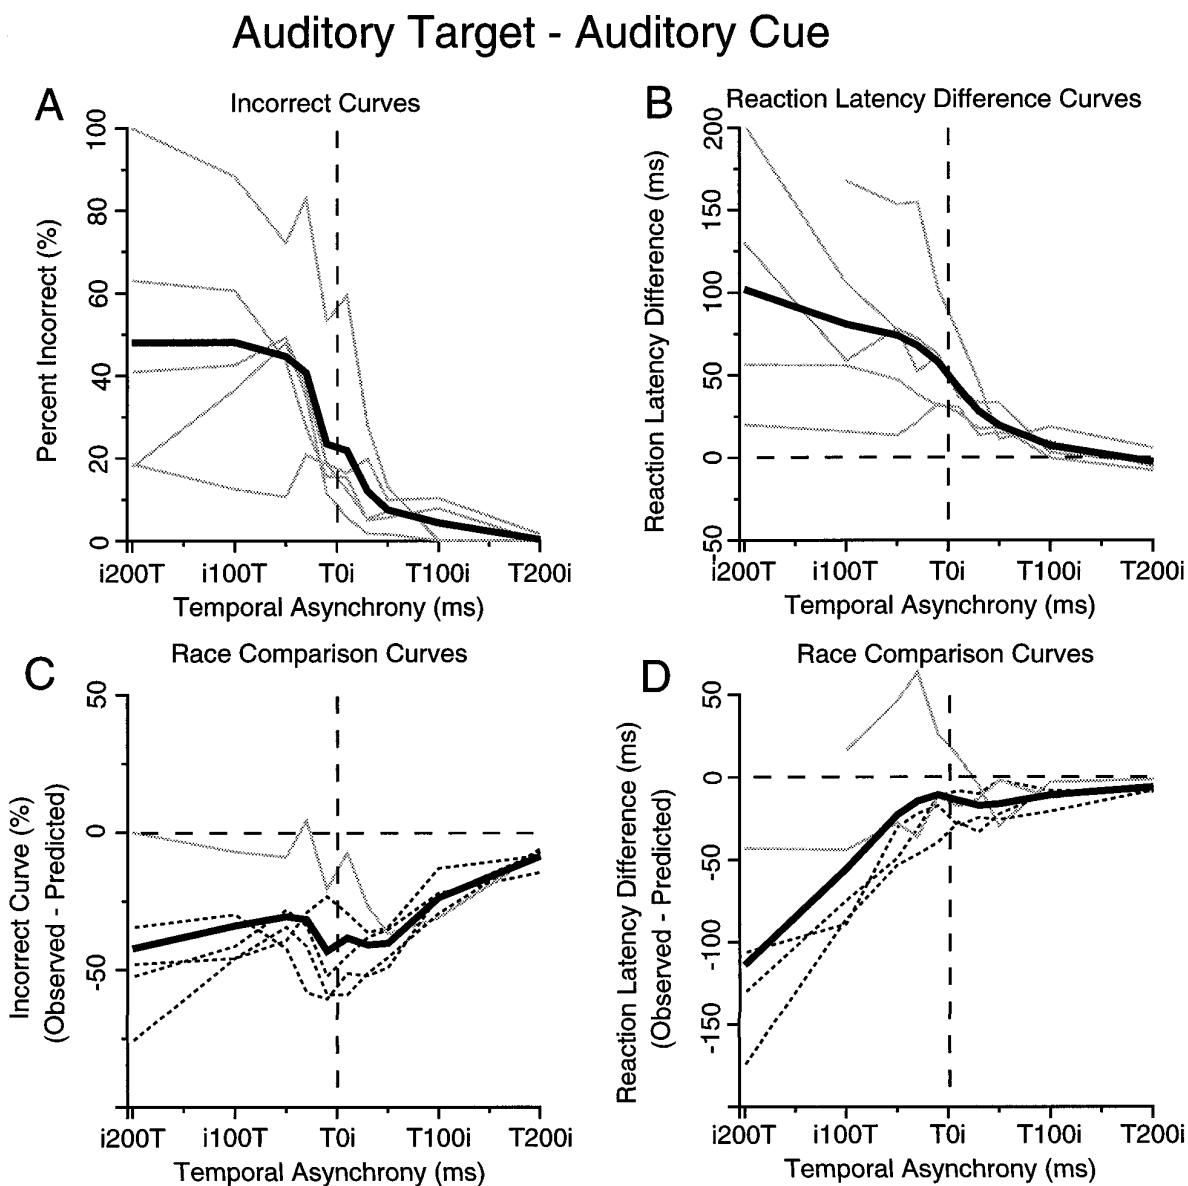 Auditory Target - Auditory Cue
A
Incorrect Curves
Percent Incorrect (%)
100
80
60
40
20
0
i200T i100T T0i T100i T200i
Temporal Asynchrony (ms)
B
Reaction Latency Difference Curves
Reaction Latency Difference (ms)
200
150
100
50
0
-50
i200T i100T T0i T100i T200i
Temporal Asynchrony (ms)
C
Race Comparison Curves
Incorrect Curve (%)
(Observed - Predicted)
50
0
-50
i200T i100T T0i T100i T200i
Temporal Asynchrony (ms)
D
Race Comparison Curves
Reaction Latency Difference (ms)
(Observed - Predicted)
50
0
-50
-100
-150
i200T i100T T0i T100i T200i
Temporal Asynchrony (ms)